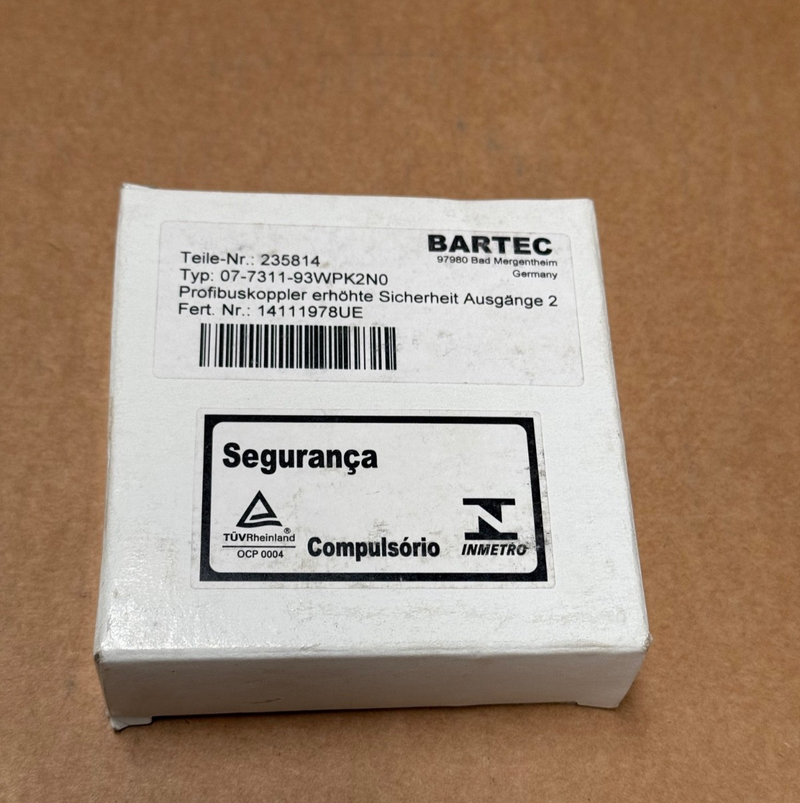 BARTEC
97980 Bad Mergentheim
Germany
Teile-Nr.: 235814
Typ: 07-7311-93WPK2N0
Profibuskoppler erhöhte Sicherheit Ausgänge 2
Fert. Nr.: 14111978UE
Segurança
TÜVRheinland®
OCP 0004
Compulsório
INMETRO